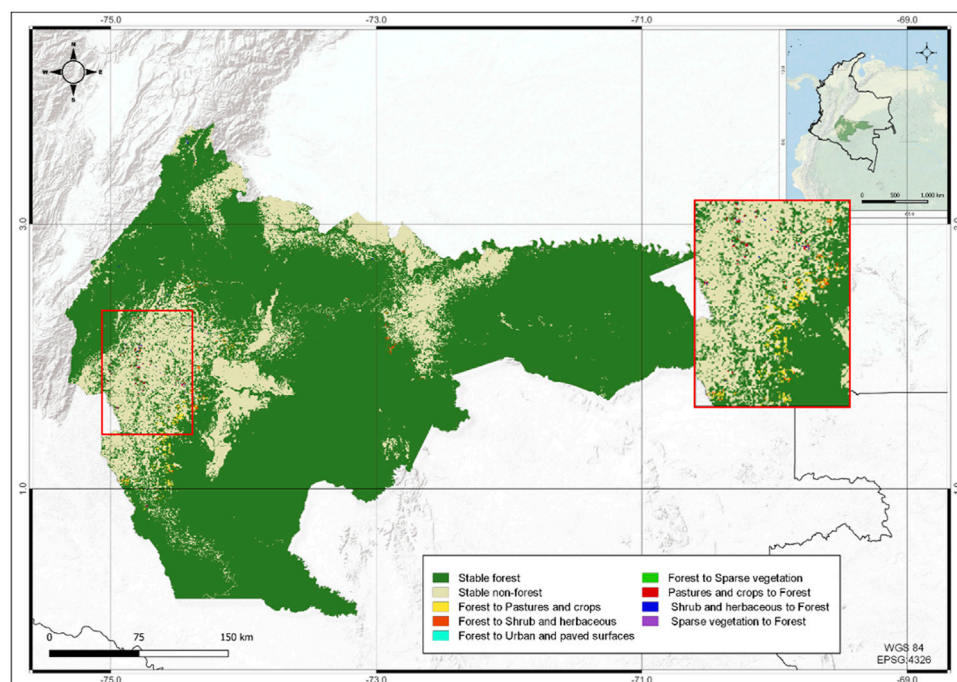 -75.0 -73.0 -71.0 -69.0
N
W E
S
0 500 1,000 km
3.0
1.0
Stable forest
Stable non-forest
Forest to Pastures and crops
Forest to Shrub and herbaceous
Forest to Urban and paved surfaces
Forest to Sparse vegetation
Pastures and crops to Forest
Shrub and herbaceous to Forest
Sparse vegetation to Forest
0 75 150 km
WGS 84
EPSG:4326
-75.0 -73.0 -71.0 -69.0